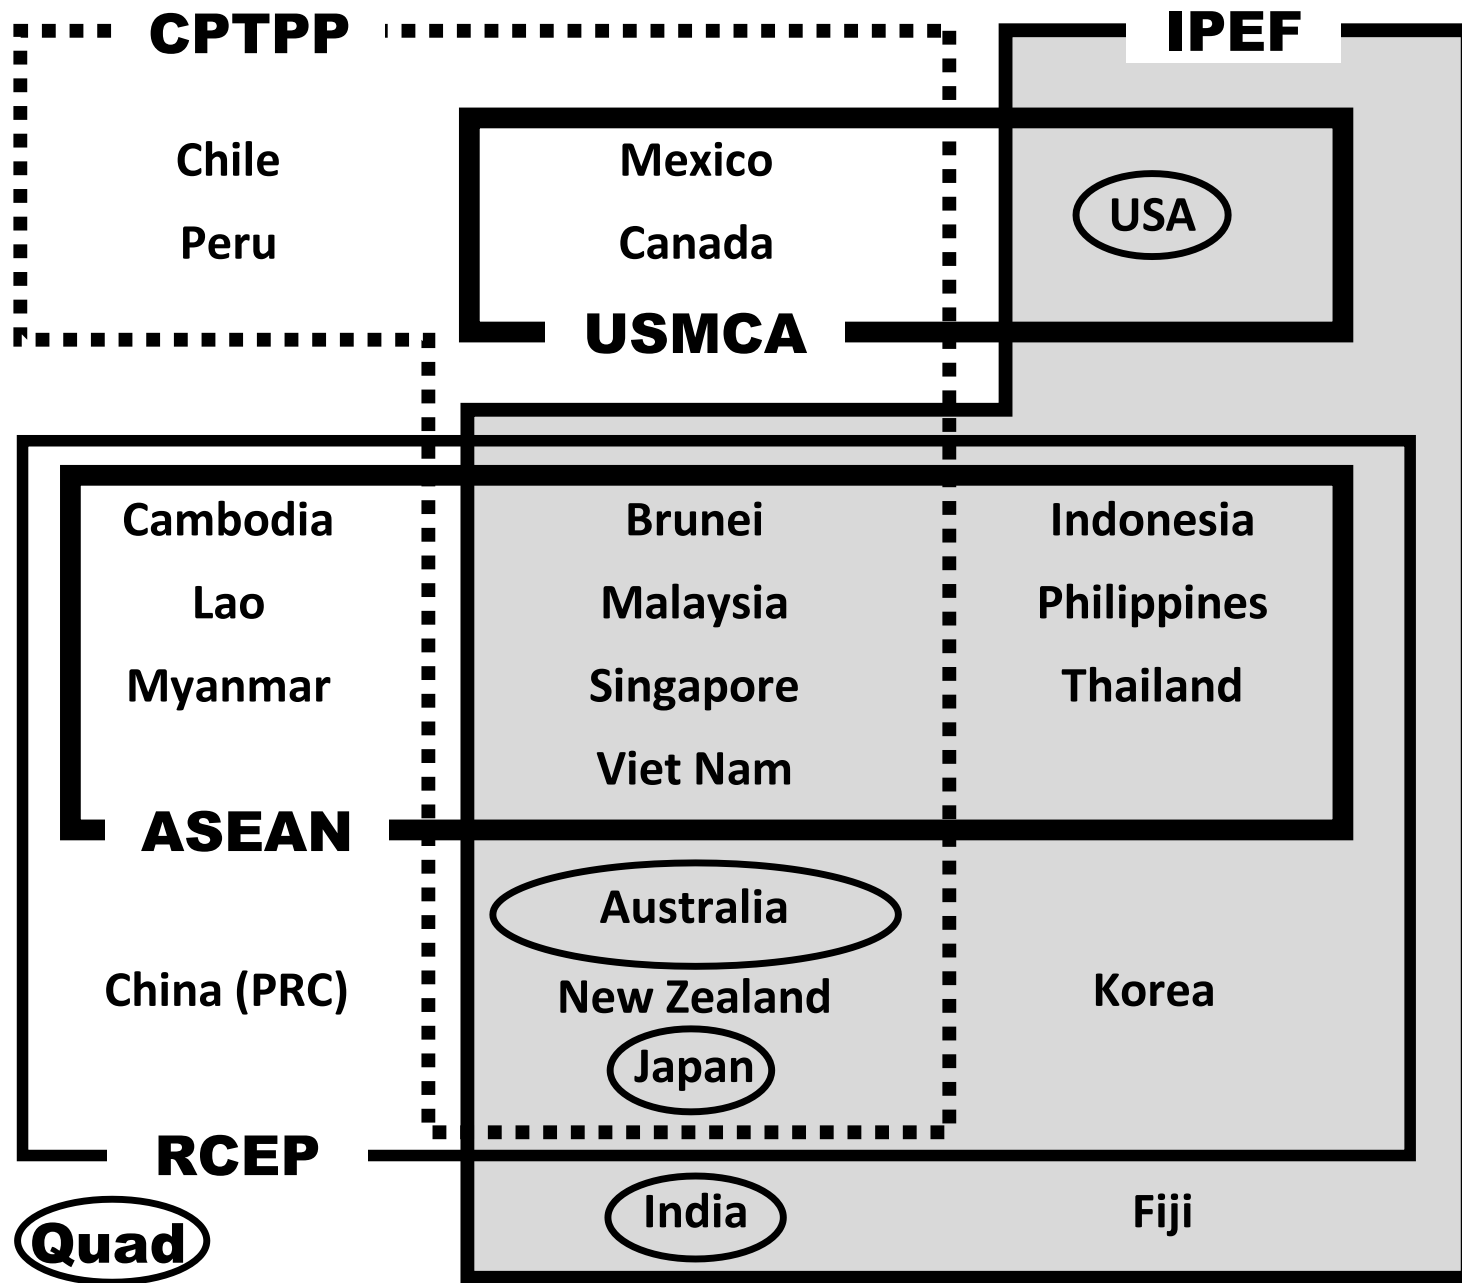 CPTPP
IPEF
Chile
Mexico
USA
Peru
Canada
USMCA
Cambodia
Brunei
Indonesia
Lao
Malaysia
Philippines
Myanmar
Singapore
Thailand
Viet Nam
ASEAN
Australia
China (PRC)
New Zealand
Korea
Japan
RCEP
India
Fiji
Quad